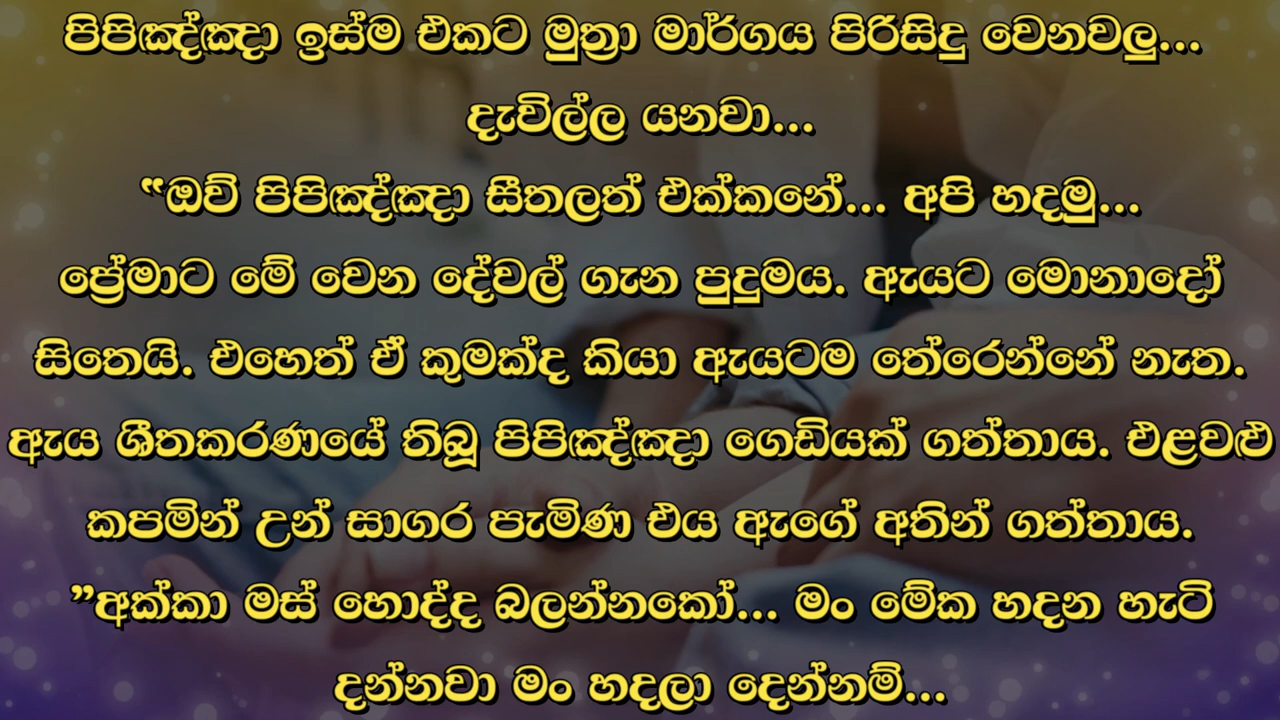 පිපිඤ්ඤා ඉස්ම එකට මුත්‍රා මාර්ගය පිරිසිදු වෙනවලු...
දැවිල්ල යනවා...
“ඔව් පිපිඤ්ඤා සීතලත් එක්කනේ... අපි හදමු...
ප්‍රේමාට මේ වෙන දේවල් ගැන පුදුමය. ඇයට මොනාදෝ
සිතෙයි. එහෙත් ඒ කුමක්ද කියා ඇයටම තේරෙන්නේ නැත.
ඇය ශීතකරණයේ තිබූ පිපිඤ්ඤා ගෙඩියක් ගත්තාය. එළවළු
කපමින් උන් සාගර පැමිණ එය ඇගේ අතින් ගත්තාය.
”අක්කා මස් හොද්ද බලන්නකෝ... මං මේක හදන හැටි
දන්නවා මං හදලා දෙන්නම්...